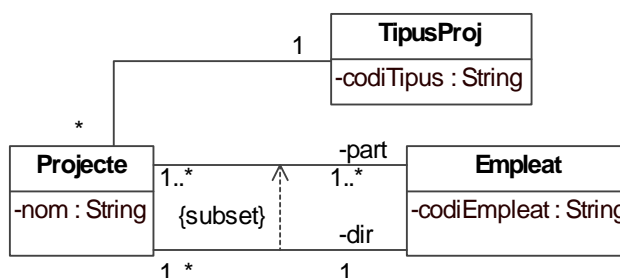 TipusProj
1
-codiTipus : String
*
Projecte
-part
Empleat
1..*
1..*
-nom : String
{subset}
-codiEmpleat : String
-dir
1..*
1